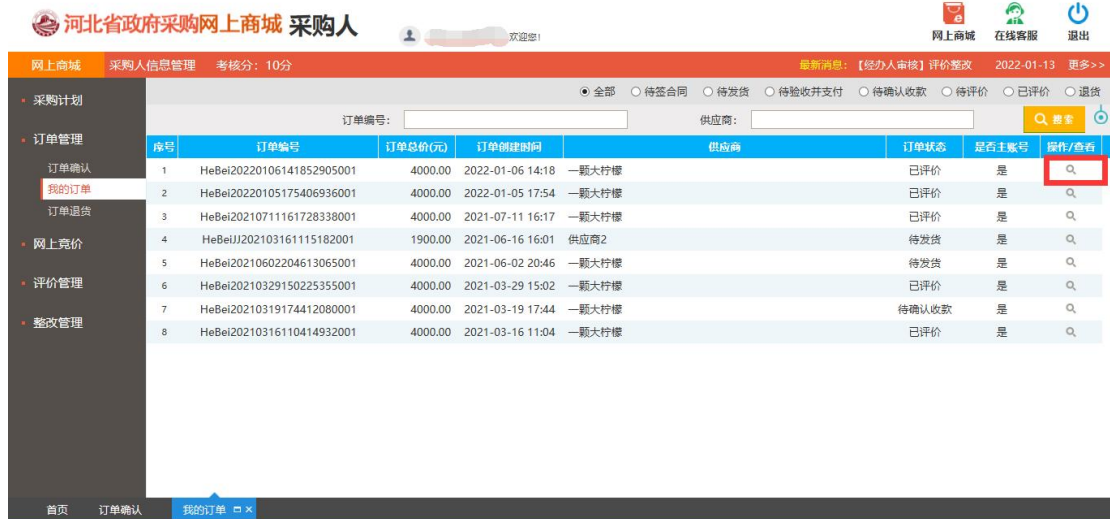 河北省政府采购网上商城 采购人
欢迎您!
网上商城 在线客服 退出
网上商城 采购人信息管理 考核分：10分 最新消息：【经办人审核】评价整改 2022-01-13 更多>>
采购计划
订单管理
订单确认
我的订单
订单退货
网上竞价
评价管理
整改管理
全部 待签合同 待发货 待验收并支付 待确认收款 待评价 已评价 退货
订单编号： 供应商： 搜索
序号 订单编号 订单总价(元) 订单创建时间 供应商 订单状态 是否主账号 操作/查看
1 HeBei20220106141852905001 4000.00 2022-01-06 14:18 一颗大柠檬 已评价 是
2 HeBei20220105175406936001 4000.00 2022-01-05 17:54 一颗大柠檬 已评价 是
3 HeBei20210711161728338001 4000.00 2021-07-11 16:17 一颗大柠檬 已评价 是
4 HeBeiJJ202103161115182001 1900.00 2021-06-16 16:01 供应商2 待发货 是
5 HeBei20210602204613065001 4000.00 2021-06-02 20:46 一颗大柠檬 待发货 是
6 HeBei20210329150225355001 4000.00 2021-03-29 15:02 一颗大柠檬 已评价 是
7 HeBei20210319174412080001 4000.00 2021-03-19 17:44 一颗大柠檬 待确认收款 是
8 HeBei20210316110414932001 4000.00 2021-03-16 11:04 一颗大柠檬 已评价 是
首页 订单确认 我的订单